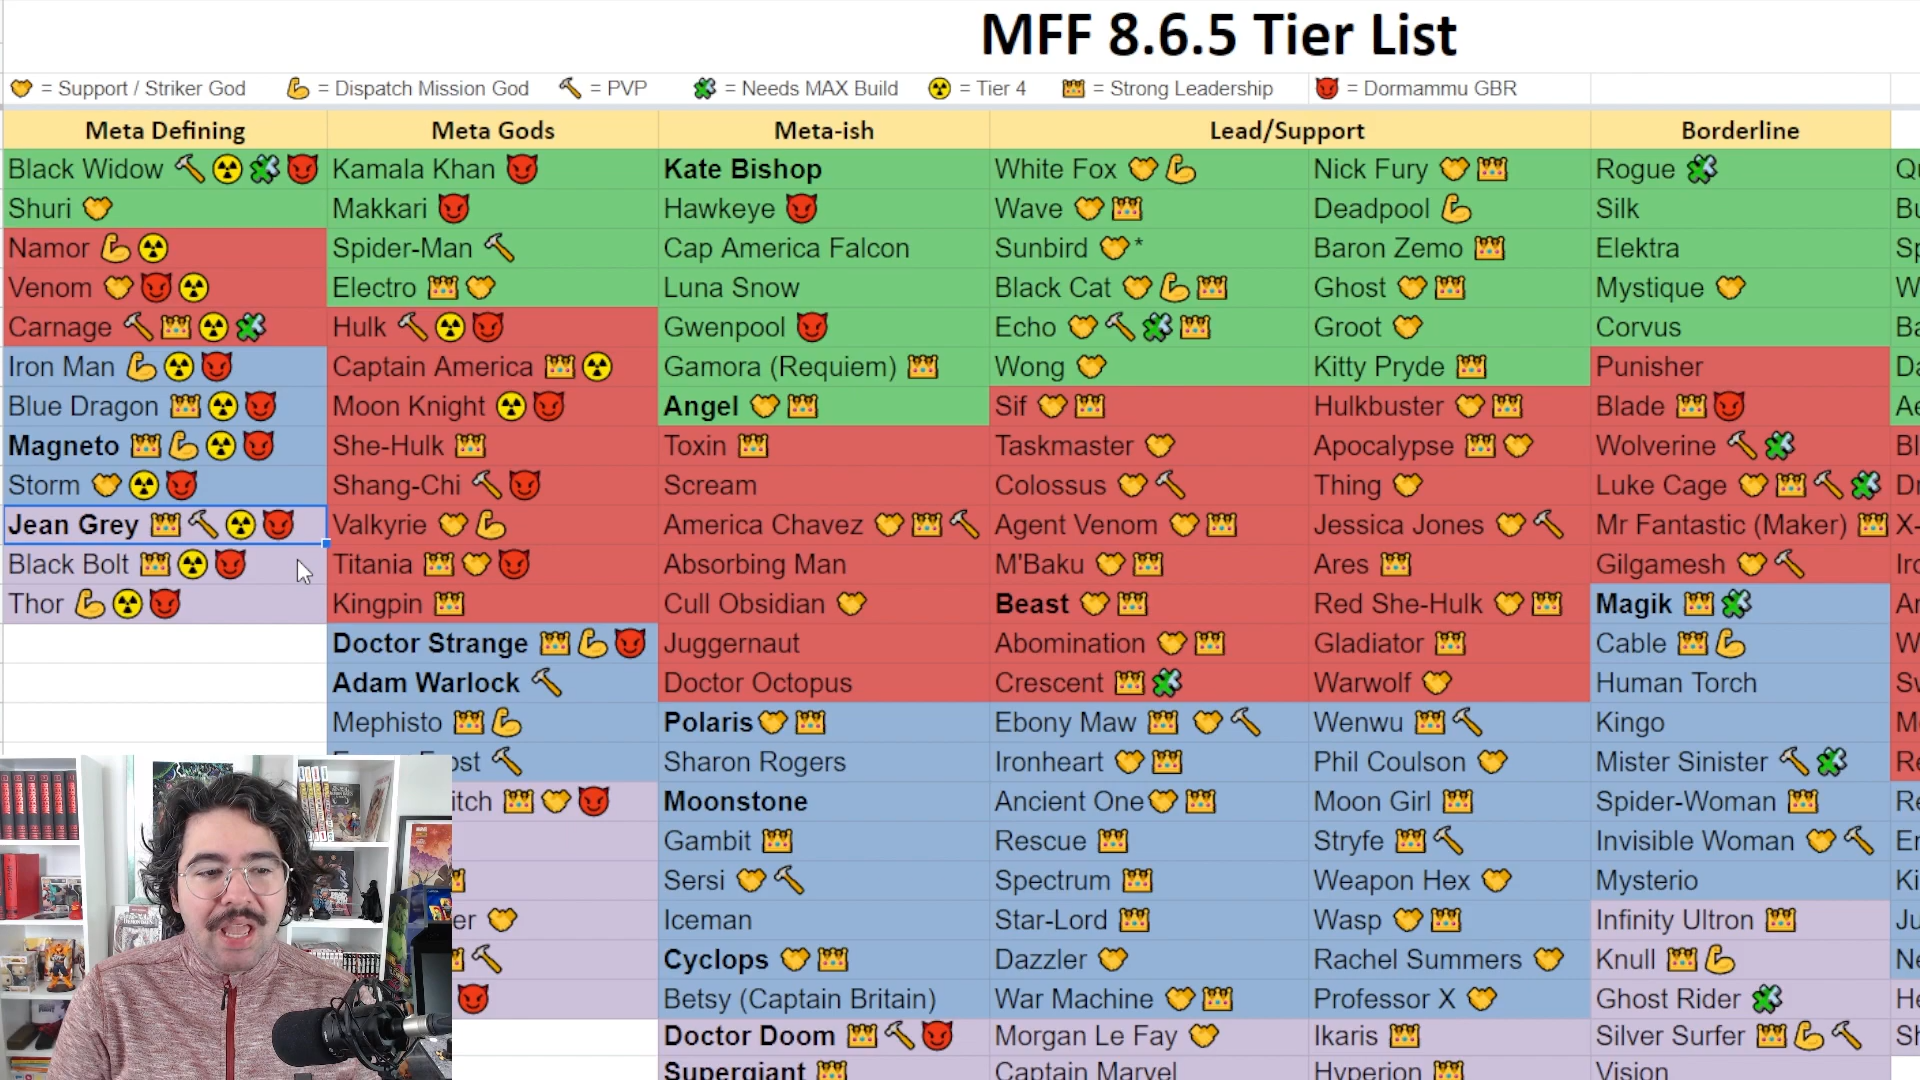 MFF 8.6.5 Tier List
= Support / Striker God = Dispatch Mission God = PVP = Needs MAX Build = Tier 4 = Strong Leadership = Dormammu GBR
Meta Defining Meta Gods Meta-ish Lead/Support Borderline
Black Widow Kamala Khan Kate Bishop White Fox Nick Fury Rogue
Shuri Makkari Hawkeye Wave Deadpool Silk
Namor Spider-Man Cap America Falcon Sunbird * Baron Zemo Elektra
Venom Electro Luna Snow Black Cat Ghost Mystique
Carnage Hulk Gwenpool Echo Groot Corvus
Iron Man Captain America Gamora (Requiem) Wong Kitty Pryde Punisher
Blue Dragon Moon Knight Angel Sif Hulkbuster Blade
Magneto She-Hulk Toxin Taskmaster Apocalypse Wolverine
Storm Shang-Chi Scream Colossus Thing Luke Cage
Jean Grey Valkyrie America Chavez Agent Venom Jessica Jones Mr Fantastic (Maker)
Black Bolt Titania Absorbing Man M'Baku Ares Gilgamesh
Thor Kingpin Cull Obsidian Beast Red She-Hulk Magik
Doctor Strange Juggernaut Abomination Gladiator Cable
Adam Warlock Doctor Octopus Crescent Warwolf Human Torch
Mephisto Polaris Ebony Maw Wenwu Kingo
Sharon Rogers Ironheart Phil Coulson Mister Sinister
Moonstone Ancient One Moon Girl Spider-Woman
Gambit Rescue Stryfe Invisible Woman
Sersi Spectrum Weapon Hex Mysterio
Iceman Star-Lord Wasp Infinity Ultron
Cyclops Dazzler Rachel Summers Knull
Betsy (Captain Britain) War Machine Professor X Ghost Rider
Doctor Doom Morgan Le Fay Ikaris Silver Surfer
Supergiant Captain Marvel Hyperion Vision